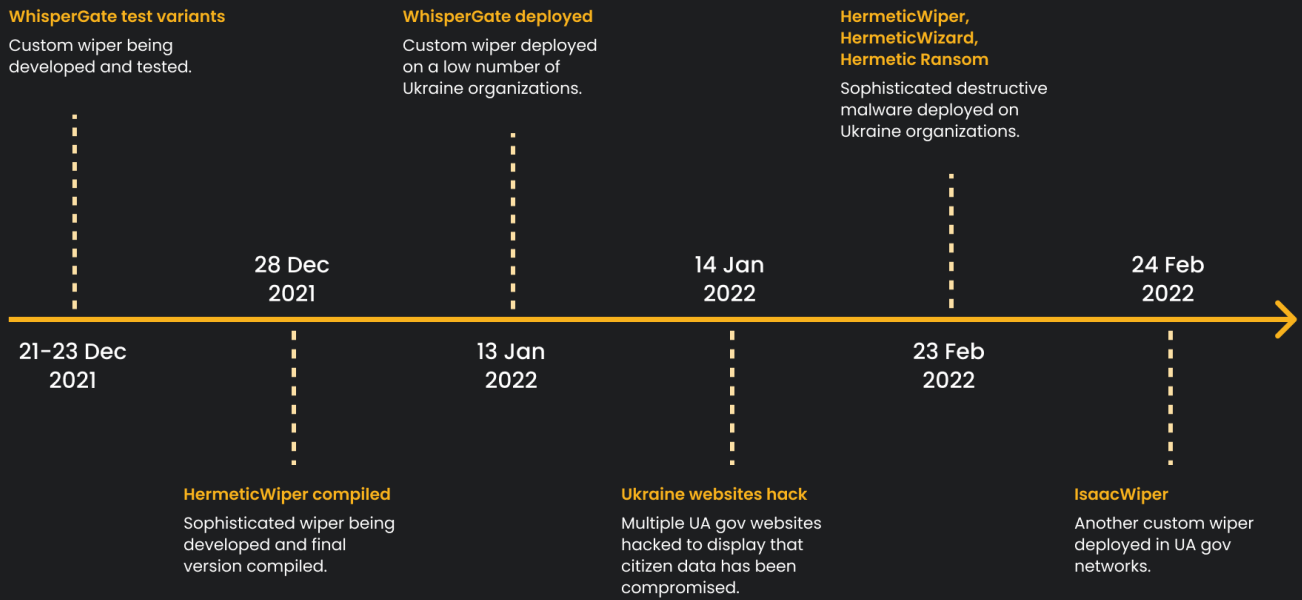 WhisperGate test variants
Custom wiper being
developed and tested.
WhisperGate deployed
Custom wiper deployed
on a low number of
Ukraine organizations.
HermeticWiper,
HermeticWizard,
Hermetic Ransom
Sophisticated destructive
malware deployed on
Ukraine organizations.
28 Dec
2021
14 Jan
2022
24 Feb
2022
21-23 Dec
2021
13 Jan
2022
23 Feb
2022
HermeticWiper compiled
Sophisticated wiper being
developed and final
version compiled.
Ukraine websites hack
Multiple UA gov websites
hacked to display that
citizen data has been
compromised.
IsaacWiper
Another custom wiper
deployed in UA gov
networks.